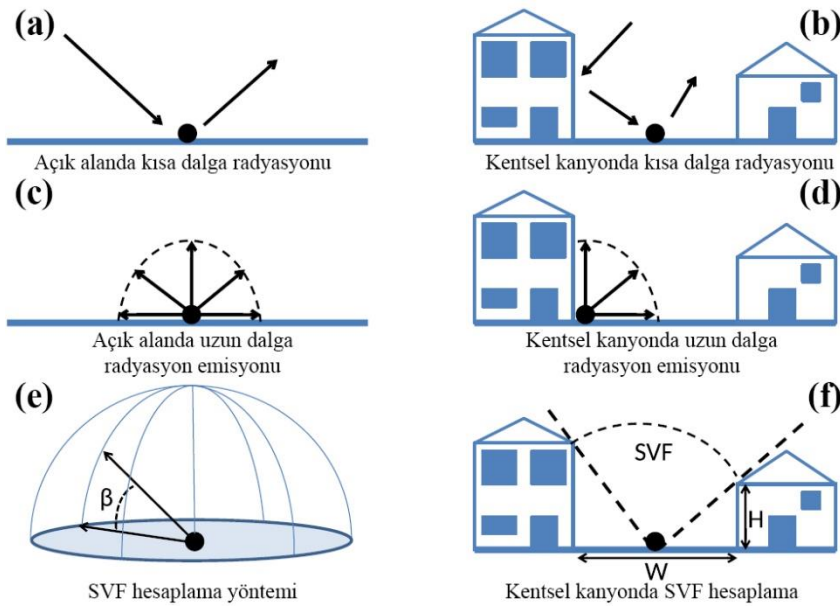 (a)
(b)
Açık alanda kısa dalga radyasyonu
Kentsel kanyonda kısa dalga radyasyonu
(c)
(d)
Açık alanda uzun dalga
radyasyon emisyonu
Kentsel kanyonda uzun dalga
radyasyon emisyonu
(e)
β
SVF hesaplama yöntemi
(f)
SVF
H
W
Kentsel kanyonda SVF hesaplama